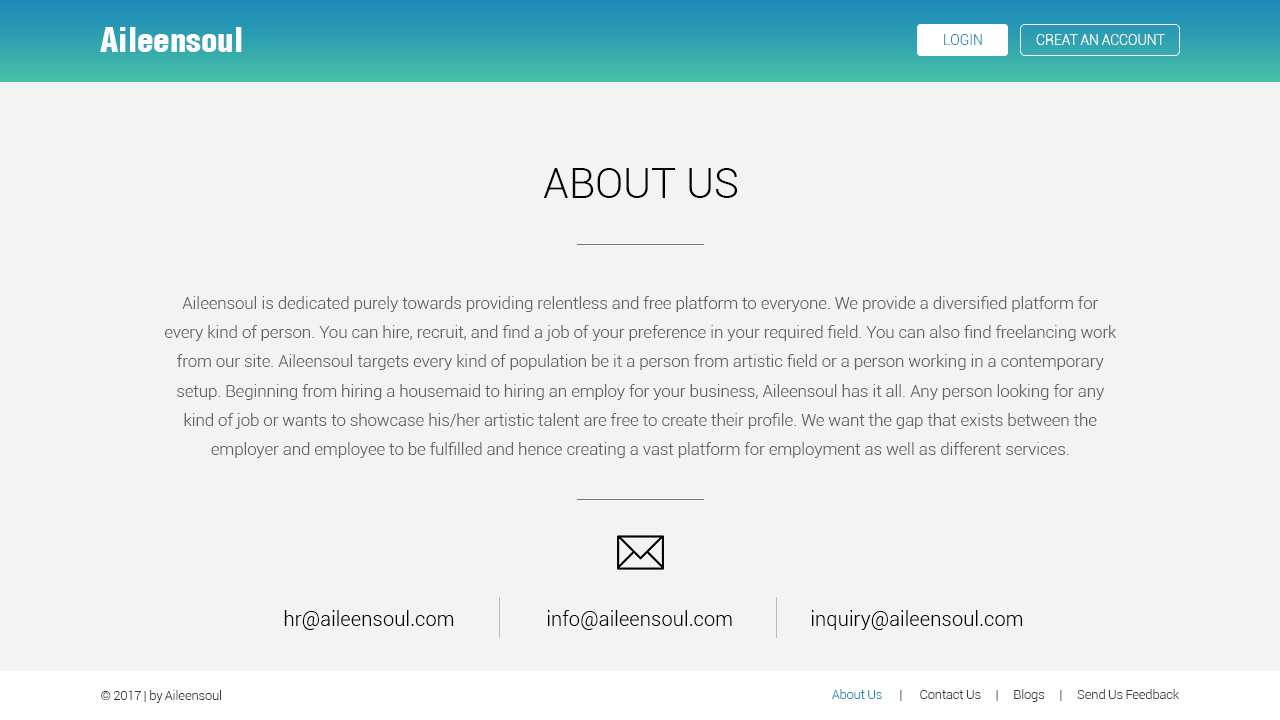 Aileensoul
LOGIN
CREAT AN ACCOUNT
ABOUT US
Aileensoul is dedicated purely towards providing relentless and free platform to everyone. We provide a diversified platform for
every kind of person. You can hire, recruit, and find a job of your preference in your required field. You can also find freelancing work
from our site. Aileensoul targets every kind of population be it a person from artistic field or a person working in a contemporary
setup. Beginning from hiring a housemaid to hiring an employ for your business, Aileensoul has it all. Any person looking for any
kind of job or wants to showcase his/her artistic talent are free to create their profile. We want the gap that exists between the
employer and employee to be fulfilled and hence creating a vast platform for employment as well as different services.
hr@aileensoul.com
info@aileensoul.com
inquiry@aileensoul.com
© 2017 | by Aileensoul
About Us | Contact Us | Blogs | Send Us Feedback